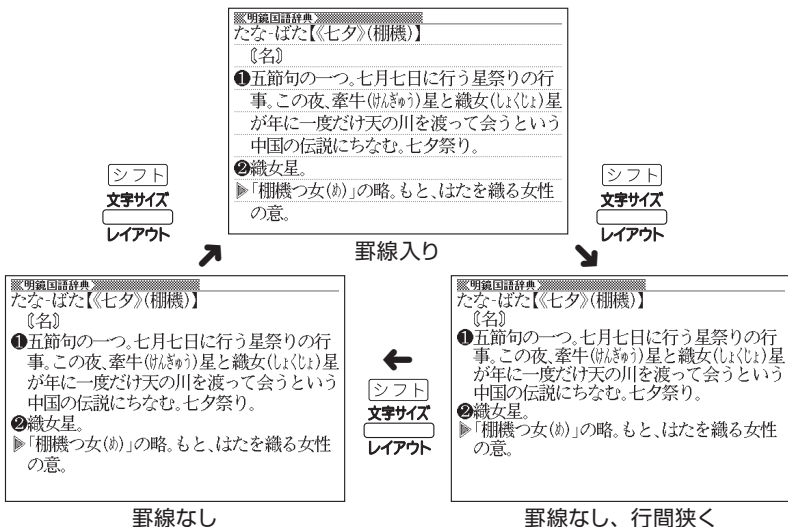 明鏡国語辞典
たな‐ばた【《七夕》(棚機)】
〘名〙
❶五節句の一つ。七月七日に行う星祭りの行
事。この夜、牽牛(けんぎゅう)星と織女(しょくじょ)星
が年に一度だけ天の川を渡って会うという
中国の伝説にちなむ。七夕祭り。
❷織女星。
▶「棚機つ女(め)」の略。もと、はたを織る女性
の意。
罫線入り
シフト
文字サイズ
レイアウト
シフト
文字サイズ
レイアウト
明鏡国語辞典
たな‐ばた【《七夕》(棚機)】
〘名〙
❶五節句の一つ。七月七日に行う星祭りの行
事。この夜、牽牛(けんぎゅう)星と織女(しょくじょ)星
が年に一度だけ天の川を渡って会うという
中国の伝説にちなむ。七夕祭り。
❷織女星。
▶「棚機つ女(め)」の略。もと、はたを織る女性
の意。
罫線なし
シフト
文字サイズ
レイアウト
明鏡国語辞典
たな‐ばた【《七夕》(棚機)】
〘名〙
❶五節句の一つ。七月七日に行う星祭りの行
事。この夜、牽牛(けんぎゅう)星と織女(しょくじょ)星
が年に一度だけ天の川を渡って会うという
中国の伝説にちなむ。七夕祭り。
❷織女星。
▶「棚機つ女(め)」の略。もと、はたを織る女性
の意。
罫線なし、行間狭く